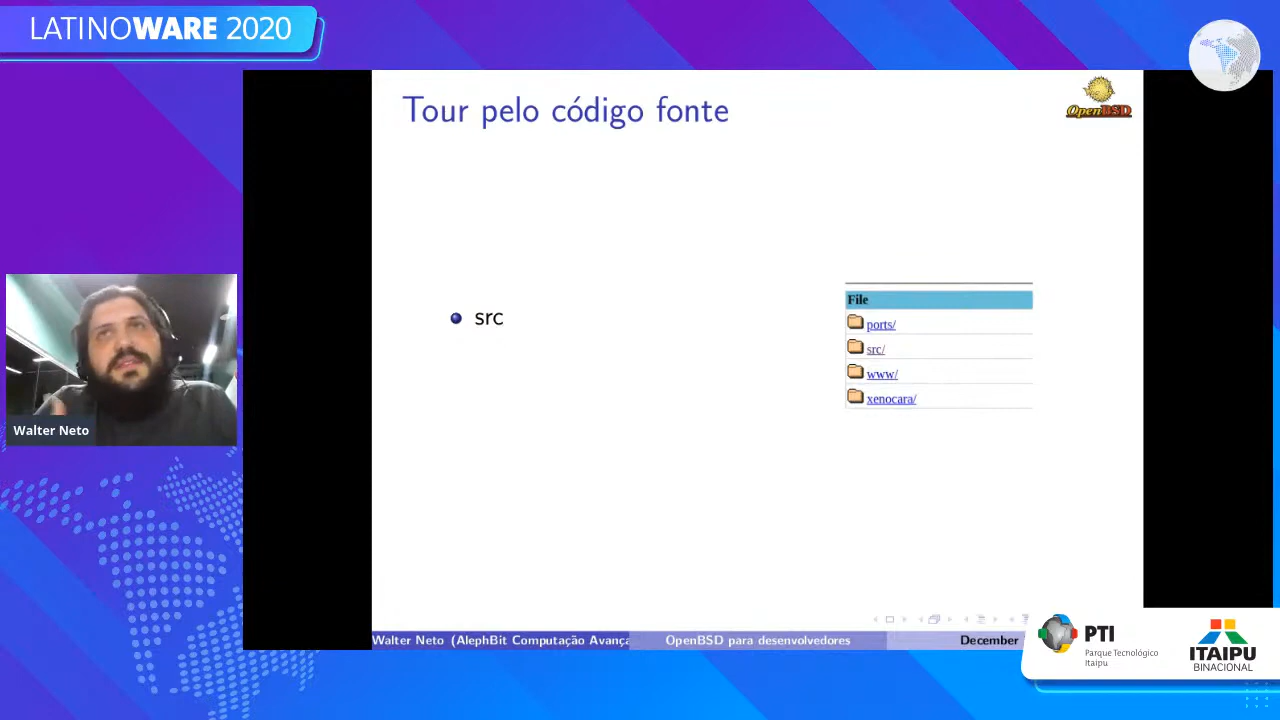 LATINOWARE 2020
Tour pelo código fonte
OpenBSD
src
File
ports/
src/
www/
xenocara/
Walter Neto
Walter Neto (AlephBit Computação Avança
OpenBSD para desenvolvedores
December
PTI
Parque Tecnológico
Itaipu
ITAIPU
BINACIONAL